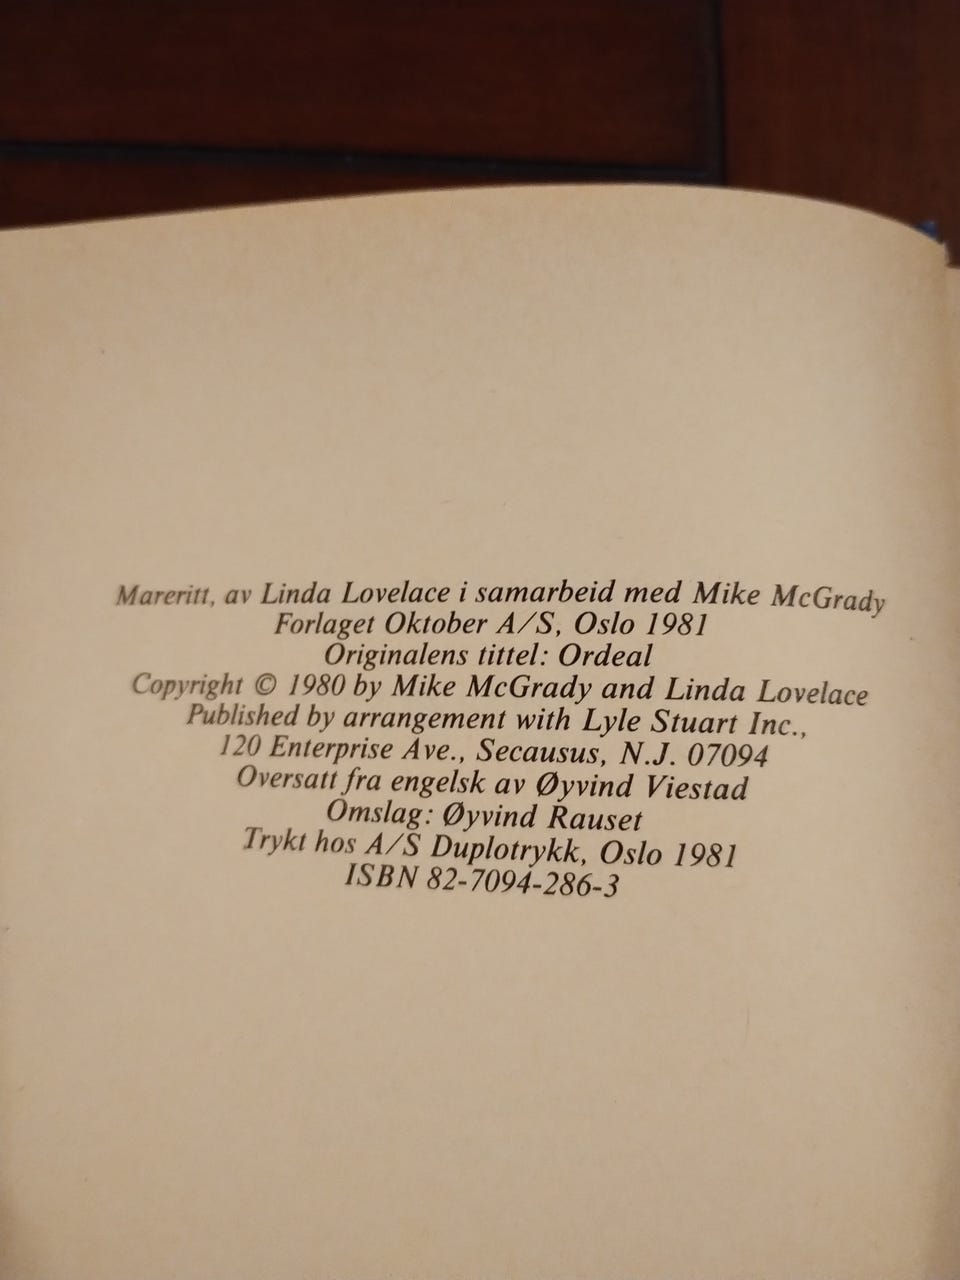 Mareritt, av Linda Lovelace i samarbeid med Mike McGrady
Forlaget Oktober A/S, Oslo 1981
Originalens tittel: Ordeal
Copyright © 1980 by Mike McGrady and Linda Lovelace
Published by arrangement with Lyle Stuart Inc.,
120 Enterprise Ave., Secausus, N.J. 07094
Oversatt fra engelsk av Øyvind Viestad
Omslag: Øyvind Rauset
Trykt hos A/S Duplotrykk, Oslo 1981
ISBN 82-7094-286-3